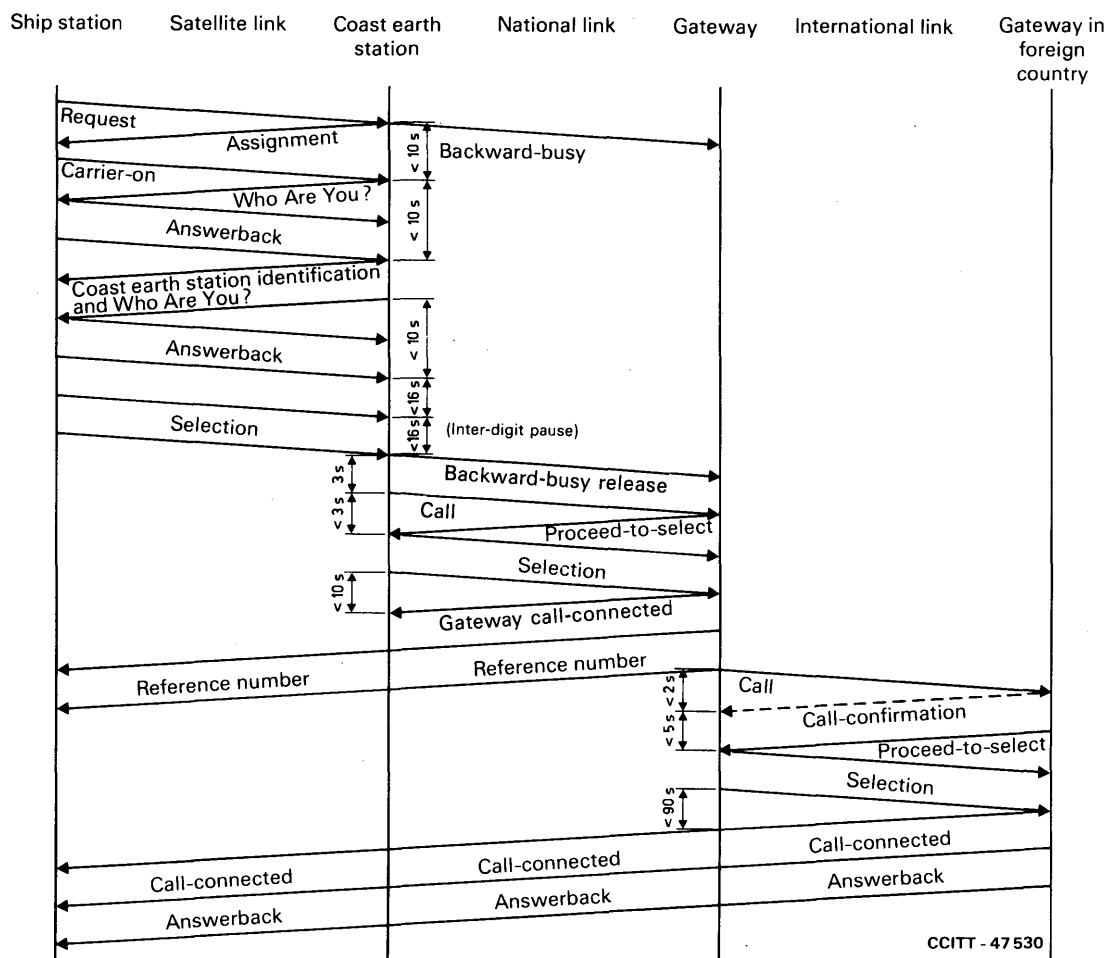 Ship station
Satellite link
Coast earth
station
National link
Gateway
International link
Gateway in
foreign
country
Request
Assignment
< 10 s
Backward-busy
Carrier-on
Who Are You?
< 10 s
Answerback
Coast earth station identification
and Who Are You?
< 10 s
Answerback
<16 s
Selection
<16 s
(Inter-digit pause)
3 s
Backward-busy release
< 3 s
Call
Proceed-to-select
Selection
< 10 s
Gateway call-connected
Reference number
Reference number
< 2 s
Call
Call-confirmation
< 5 s
Proceed-to-select
Selection
< 90 s
Call-connected
Call-connected
Call-connected
Answerback
Answerback
Answerback
CCITT - 47 530